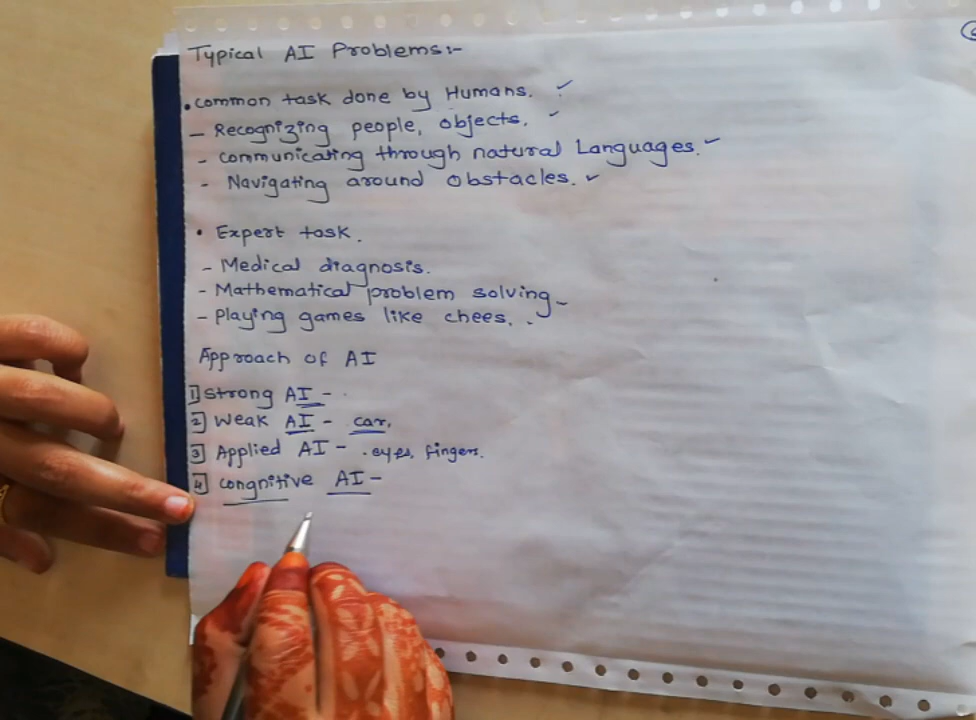 Typical AI Problems:-
• common task done by Humans. ✓
- Recognizing people, objects. ✓
- communicating through natural Languages. ✓
- Navigating around obstacles. ✓
• Expert task.
- Medical diagnosis.
- Mathematical problem solving -
- playing games like chees. .
Approach of AI
1] strong AI -
2] Weak AI - car.
3] Applied AI - . eyes, fingers.
4] congnitive AI -